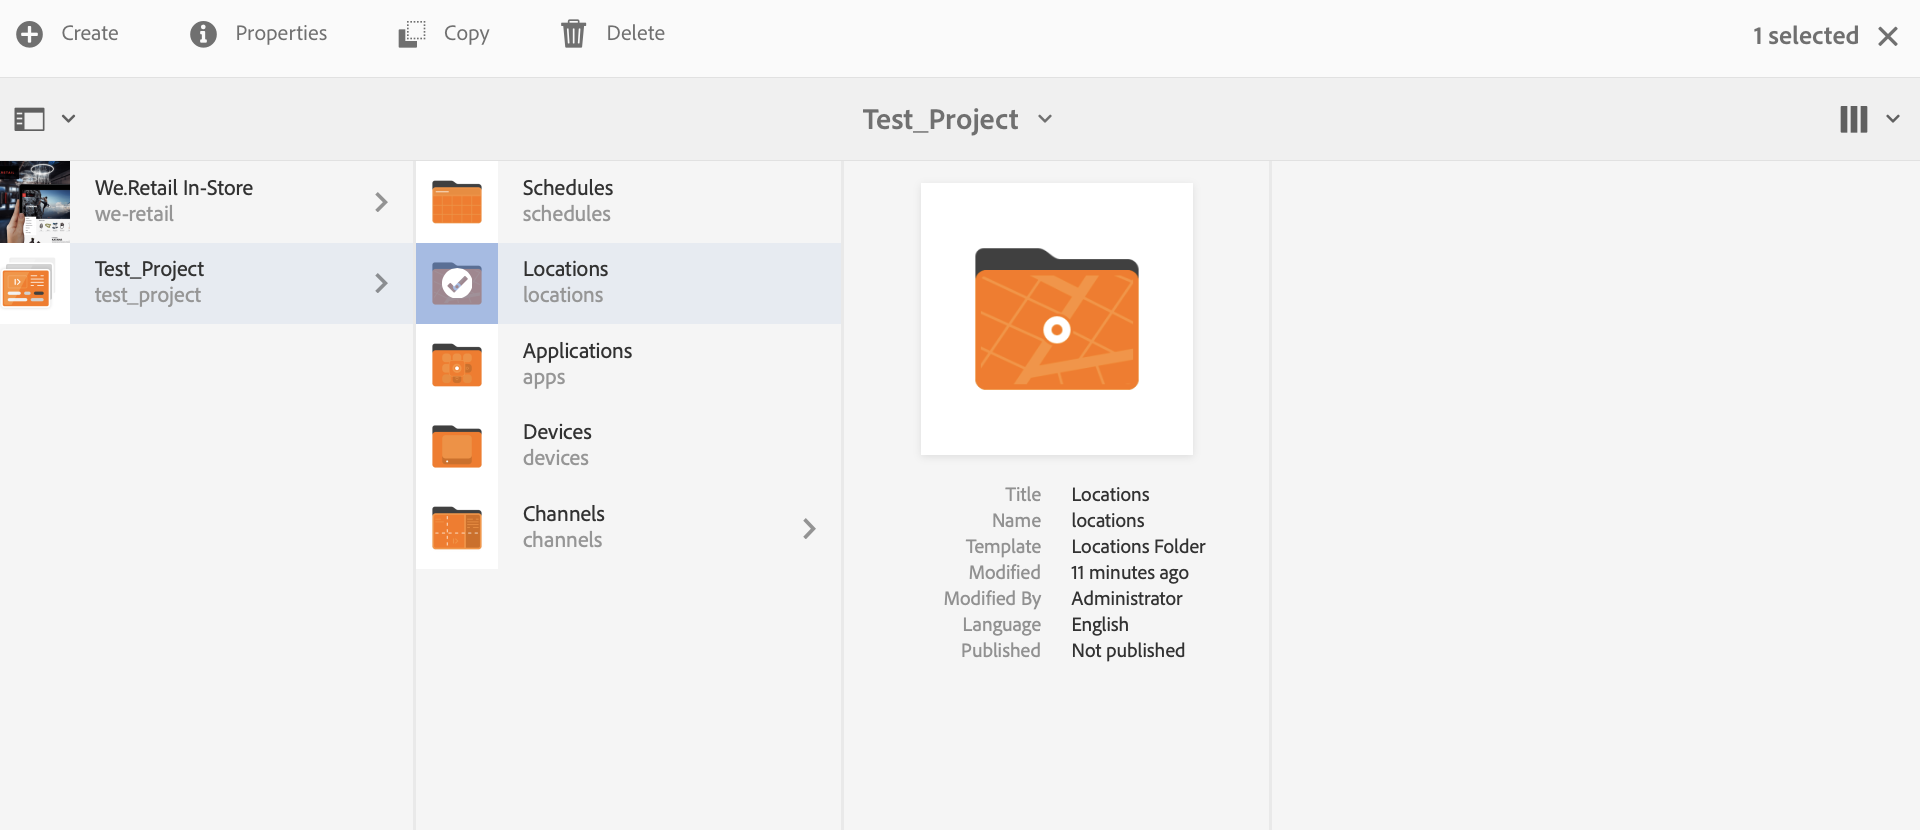 Create
Properties
Copy
Delete
1 selected
Test_Project
We.Retail In-Store
we-retail
Test_Project
test_project
Schedules
schedules
Locations
locations
Applications
apps
Devices
devices
Channels
channels
Title Locations
Name locations
Template Locations Folder
Modified 11 minutes ago
Modified By Administrator
Language English
Published Not published